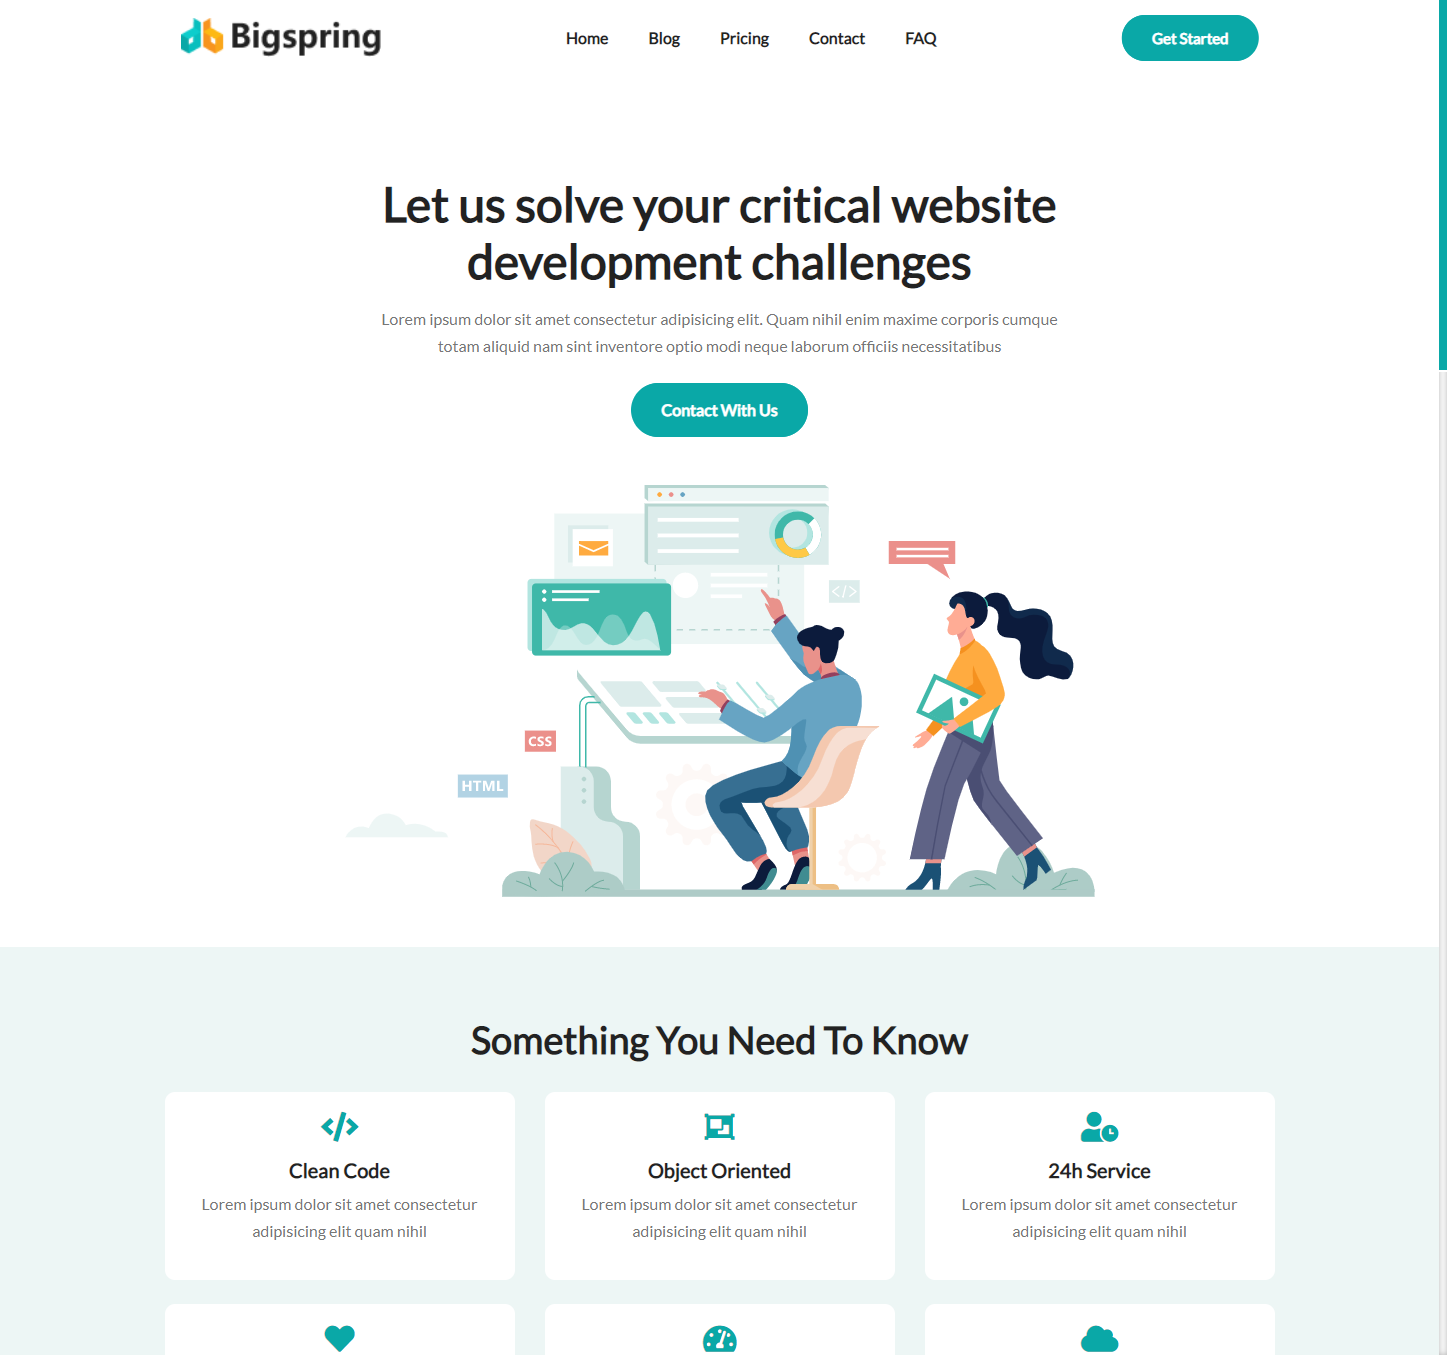 Bigspring
Home
Blog
Pricing
Contact
FAQ
Get Started
Let us solve your critical website
development challenges
Lorem ipsum dolor sit amet consectetur adipisicing elit. Quam nihil enim maxime corporis cumque
totam aliquid nam sint inventore optio modi neque laborum officiis necessitatibus
Contact With Us
</>
CSS
HTML
Something You Need To Know
Clean Code
Lorem ipsum dolor sit amet consectetur
adipisicing elit quam nihil
Object Oriented
Lorem ipsum dolor sit amet consectetur
adipisicing elit quam nihil
24h Service
Lorem ipsum dolor sit amet consectetur
adipisicing elit quam nihil